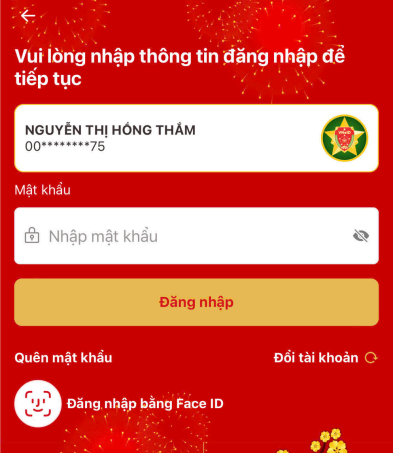 Vui lòng nhập thông tin đăng nhập để
tiếp tục
NGUYỄN THỊ HỒNG THẮM
00********75
Mật khẩu
Nhập mật khẩu
Đăng nhập
Quên mật khẩu
Đổi tài khoản
Đăng nhập bằng Face ID